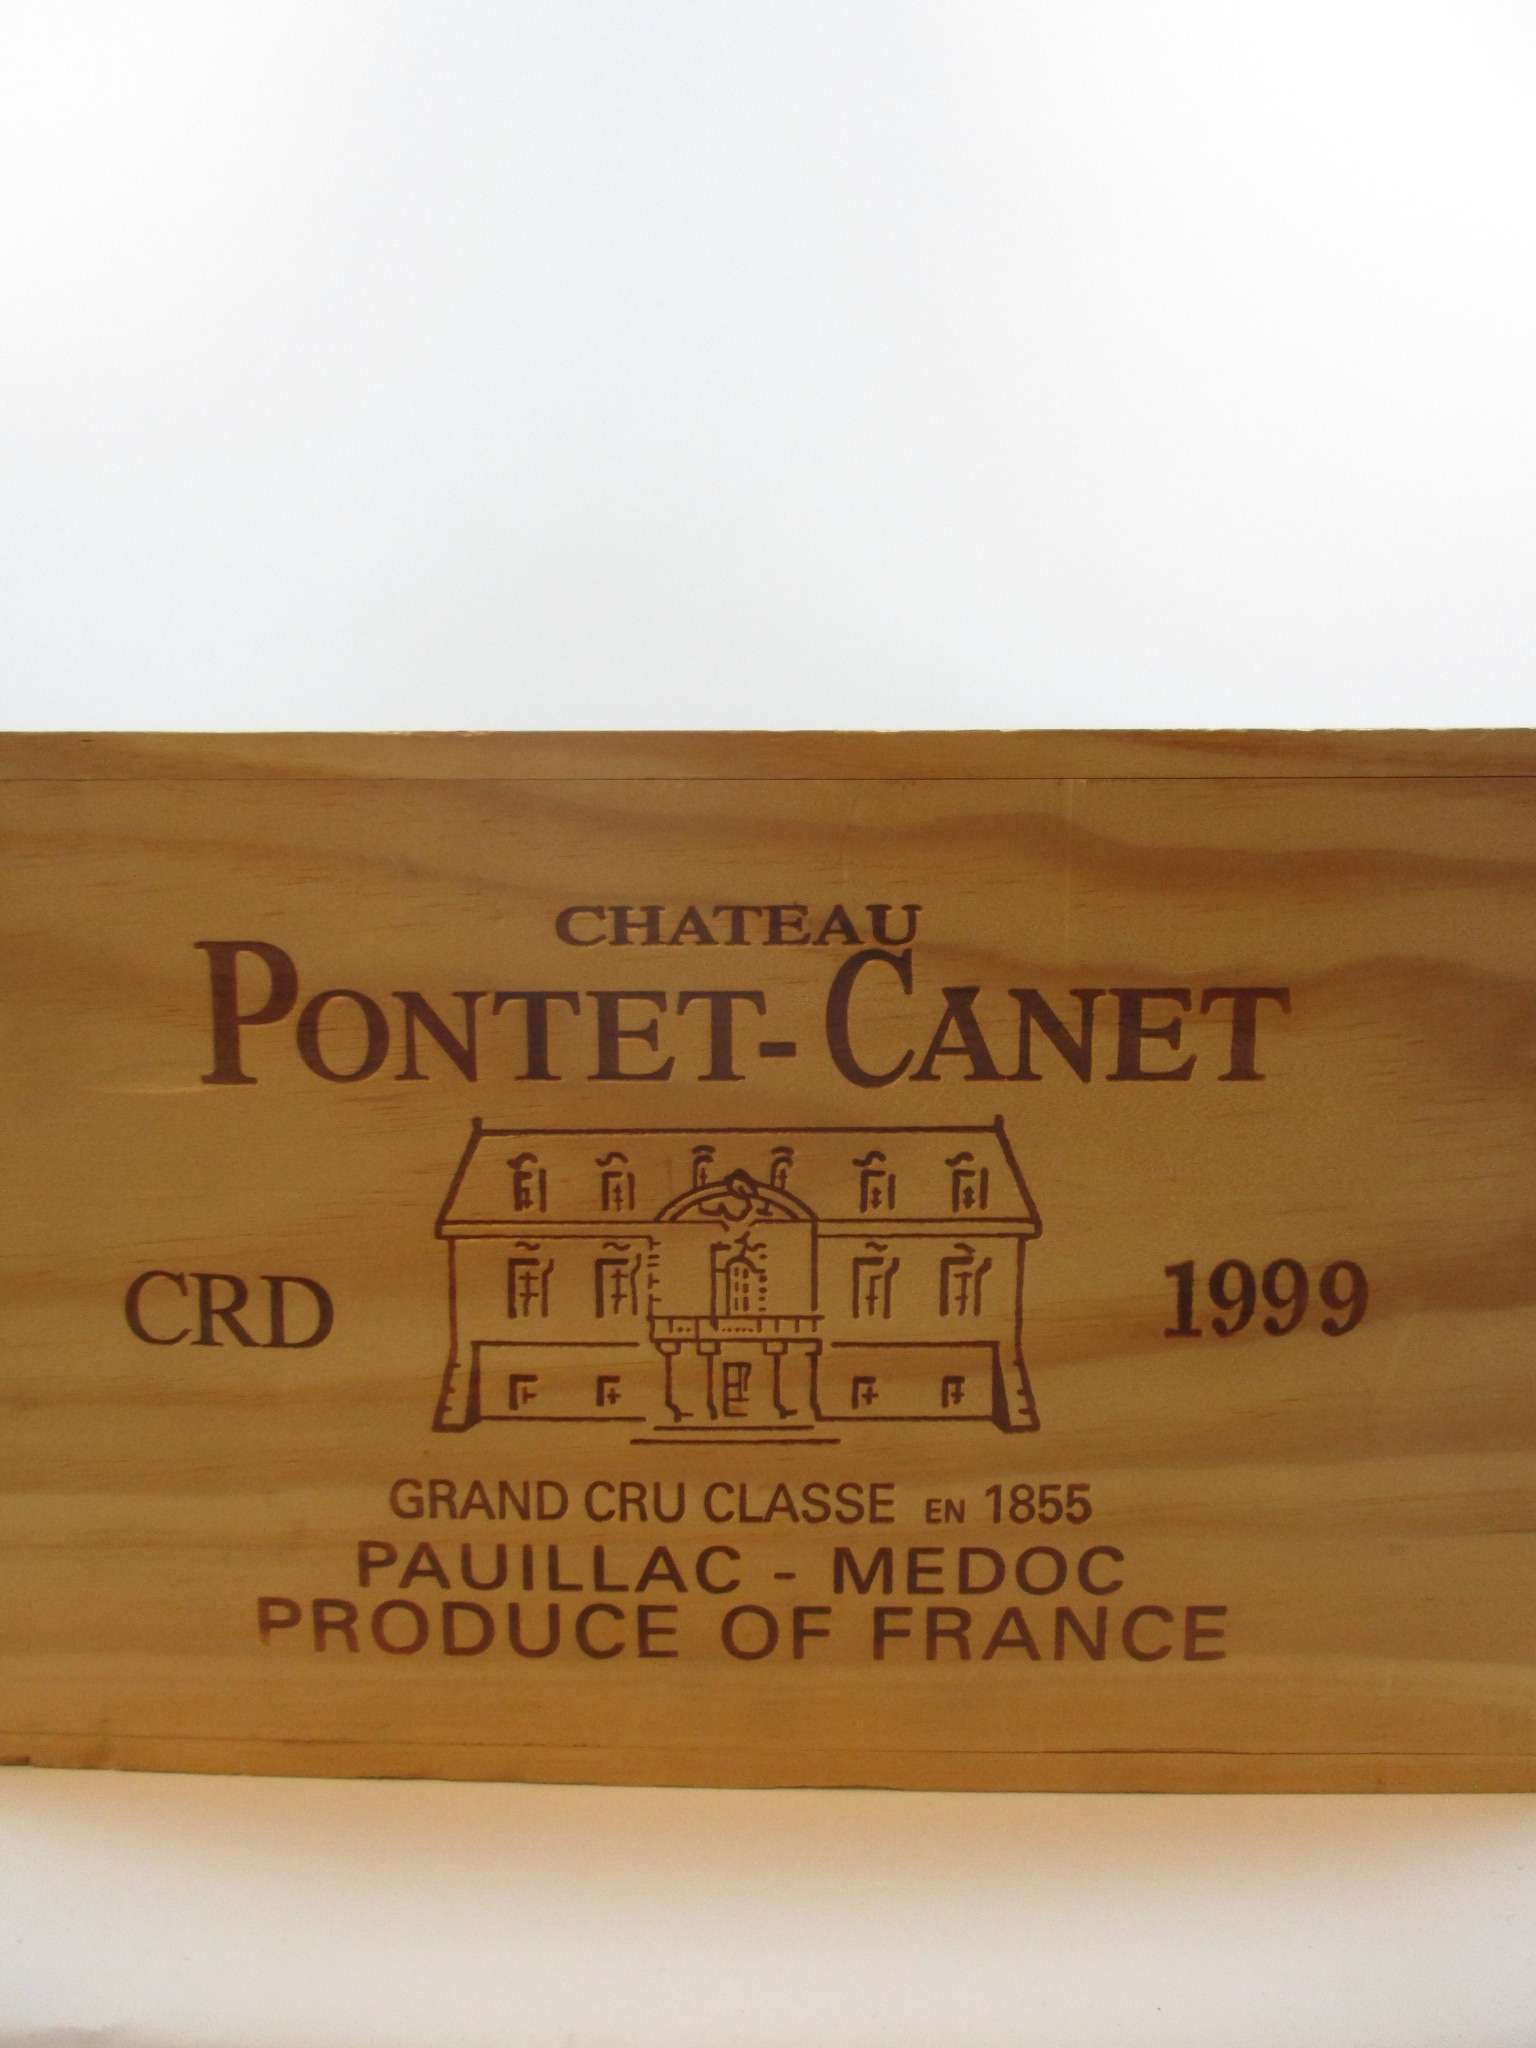 CHATEAU
PONTET-CANET
CRD
1999
GRAND CRU CLASSE EN 1855
PAUILLAC - MEDOC
PRODUCE OF FRANCE